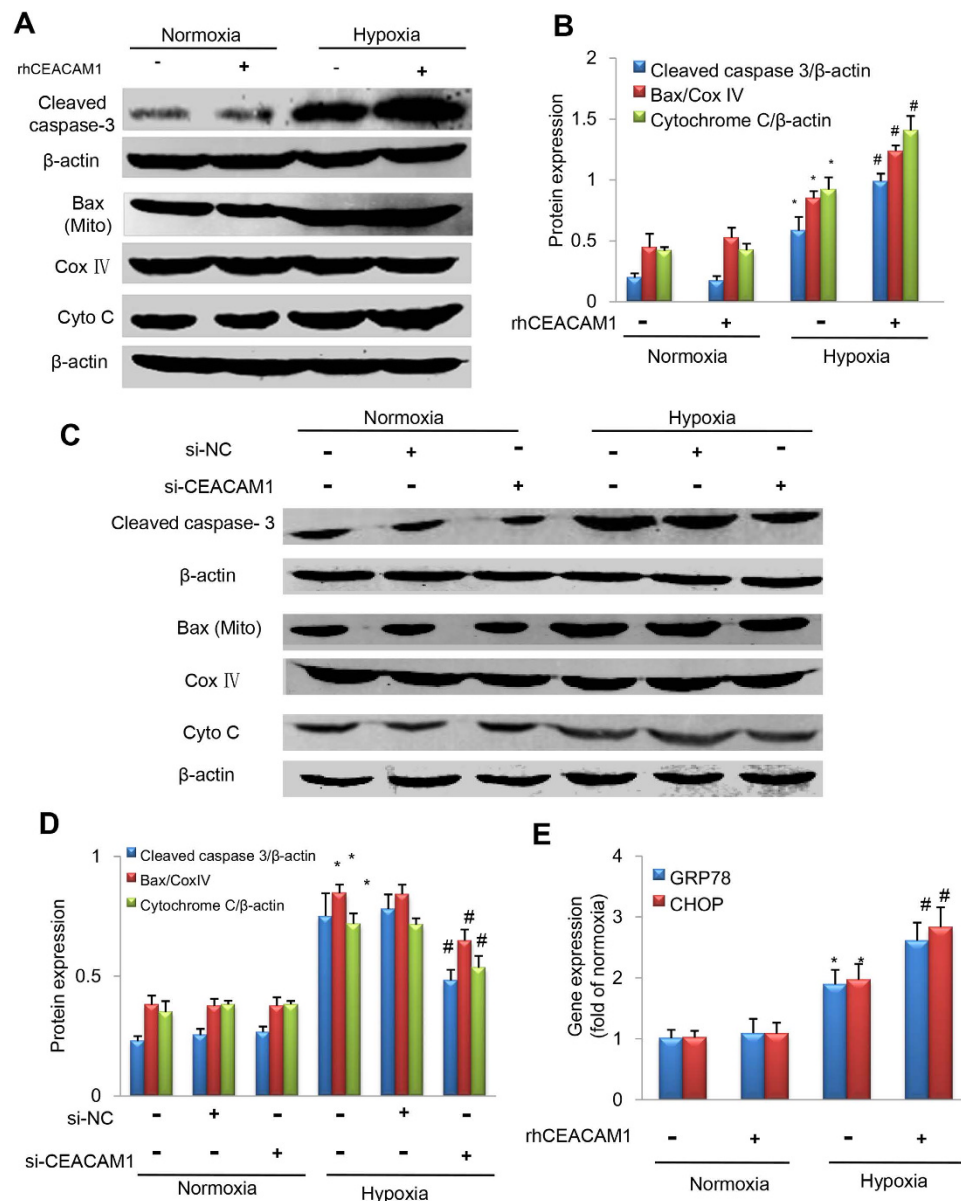 A
Normoxia Hypoxia
rhCEACAM1 - + - +
Cleaved
caspase-3
β-actin
Bax
(Mito)
Cox Ⅳ
Cyto C
β-actin
B
Cleaved caspase 3/β-actin
Bax/Cox IV
Cytochrome C/β-actin
Protein expression
2
1.5
1
0.5
0
* * * # # #
rhCEACAM1 - + - +
Normoxia Hypoxia
C
Normoxia Hypoxia
si-NC - + - - + -
si-CEACAM1 - - + - - +
Cleaved caspase- 3
β-actin
Bax (Mito)
Cox Ⅳ
Cyto C
β-actin
D
Cleaved caspase 3/β-actin
Bax/CoxIV
Cytochrome C/β-actin
Protein expression
1
0.5
0
* * * # # #
si-NC - + - - + -
si-CEACAM1 - - + - - +
Normoxia Hypoxia
E
GRP78
CHOP
Gene expression
(fold of normoxia)
4
3
2
1
0
* * # #
rhCEACAM1 - + - +
Normoxia Hypoxia